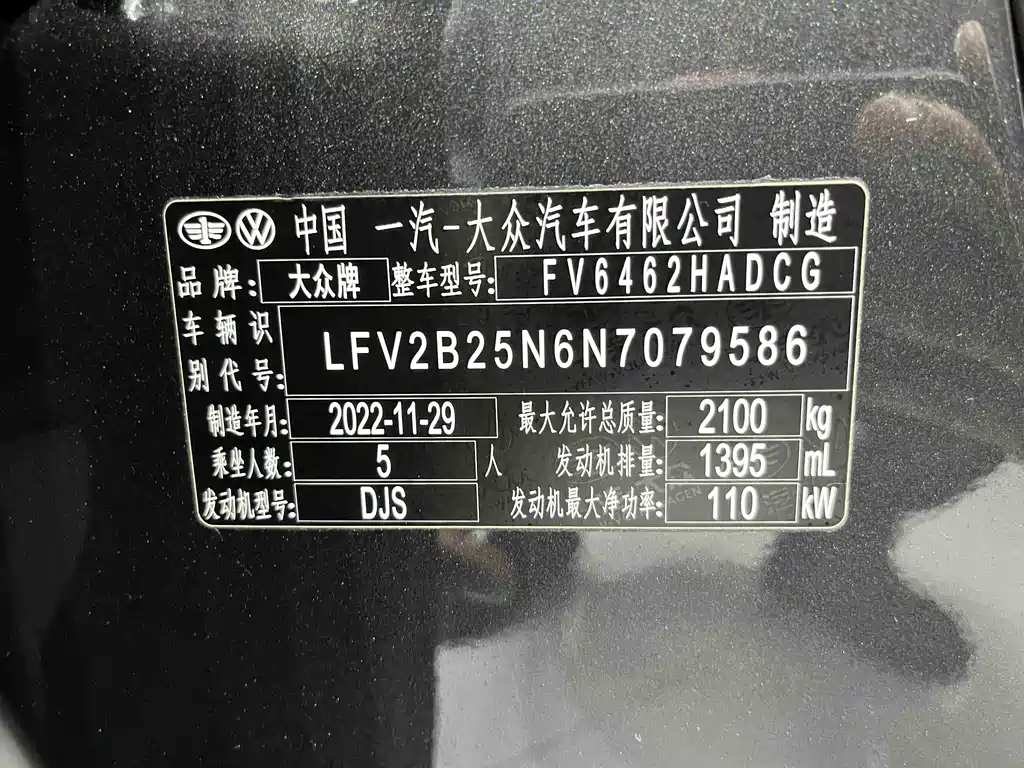 中国 一汽-大众汽车有限公司 制造
品牌: 大众牌 整车型号: FV6462HADCG
车辆识
别代号: LFV2B25N6N7079586
制造年月: 2022-11-29 最大允许总质量: 2100 kg
乘坐人数: 5 人 发动机排量: 1395 mL
发动机型号: DJS 发动机最大净功率: 110 kW